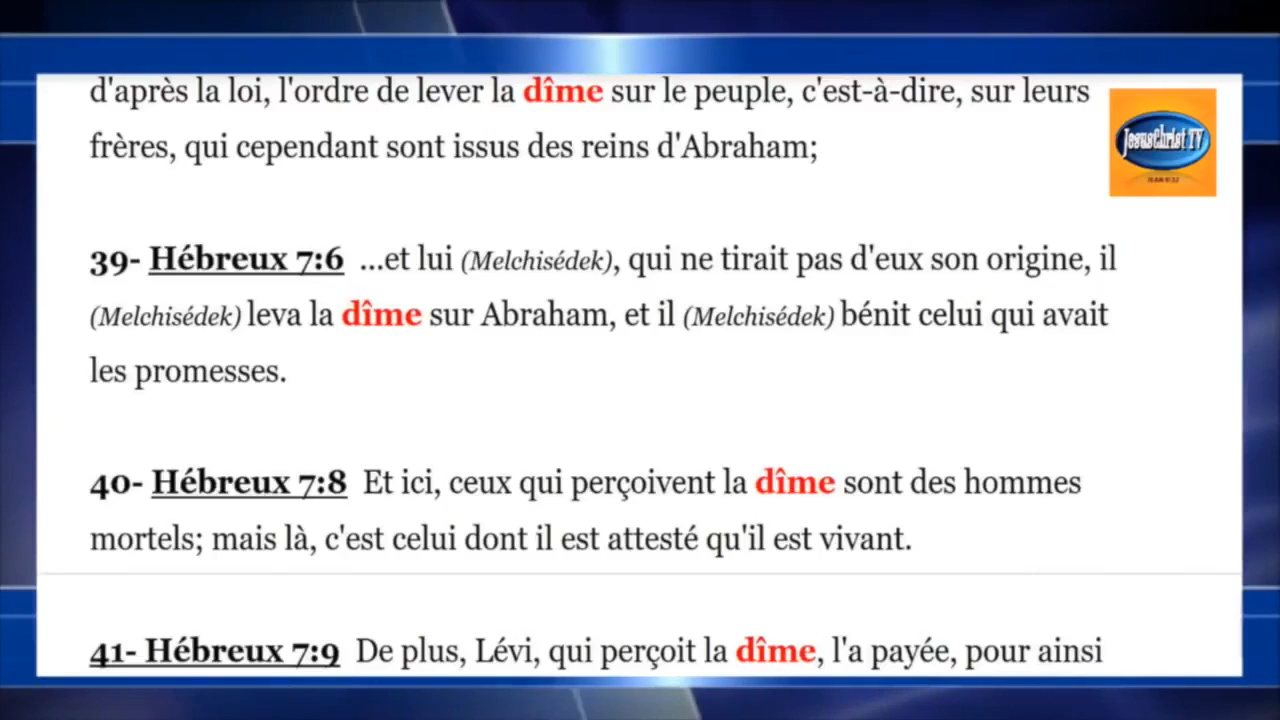 d'après la loi, l'ordre de lever la dîme sur le peuple, c'est-à-dire, sur leurs
frères, qui cependant sont issus des reins d'Abraham;
JesusChrist TV
39- Hébreux 7:6 ...et lui (Melchisédek), qui ne tirait pas d'eux son origine, il
(Melchisédek) leva la dîme sur Abraham, et il (Melchisédek) bénit celui qui avait
les promesses.
40- Hébreux 7:8 Et ici, ceux qui perçoivent la dîme sont des hommes
mortels; mais là, c'est celui dont il est attesté qu'il est vivant.
41- Hébreux 7:9 De plus, Lévi, qui perçoit la dîme, l'a payée, pour ainsi